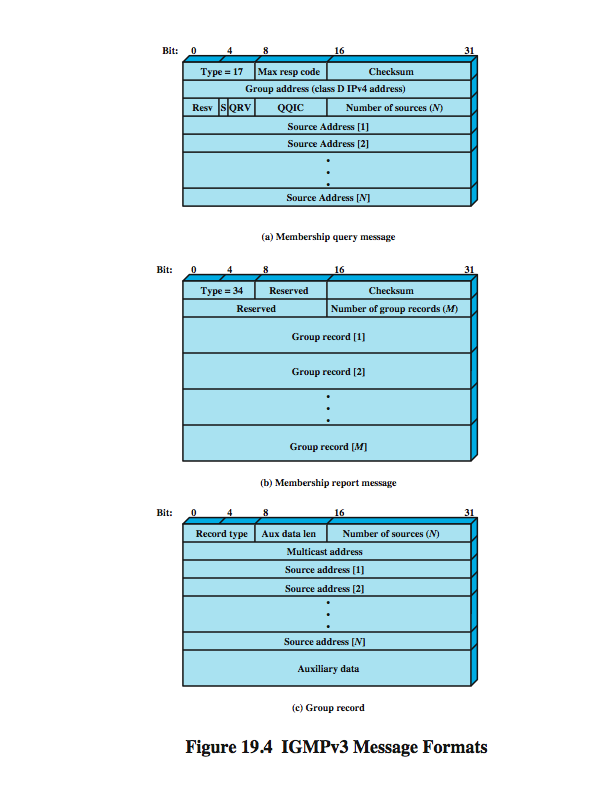 Bit: 0 4 8 16 31
Type = 17 Max resp code Checksum
Group address (class D IPv4 address)
Resv S QRV QQIC Number of sources (N)
Source Address [1]
Source Address [2]
•
•
•
Source Address [N]
(a) Membership query message
Bit: 0 4 8 16 31
Type = 34 Reserved Checksum
Reserved Number of group records (M)
Group record [1]
Group record [2]
•
•
•
Group record [M]
(b) Membership report message
Bit: 0 4 8 16 31
Record type Aux data len Number of sources (N)
Multicast address
Source address [1]
Source address [2]
•
•
•
Source address [N]
Auxiliary data
(c) Group record
Figure 19.4 IGMPv3 Message Formats